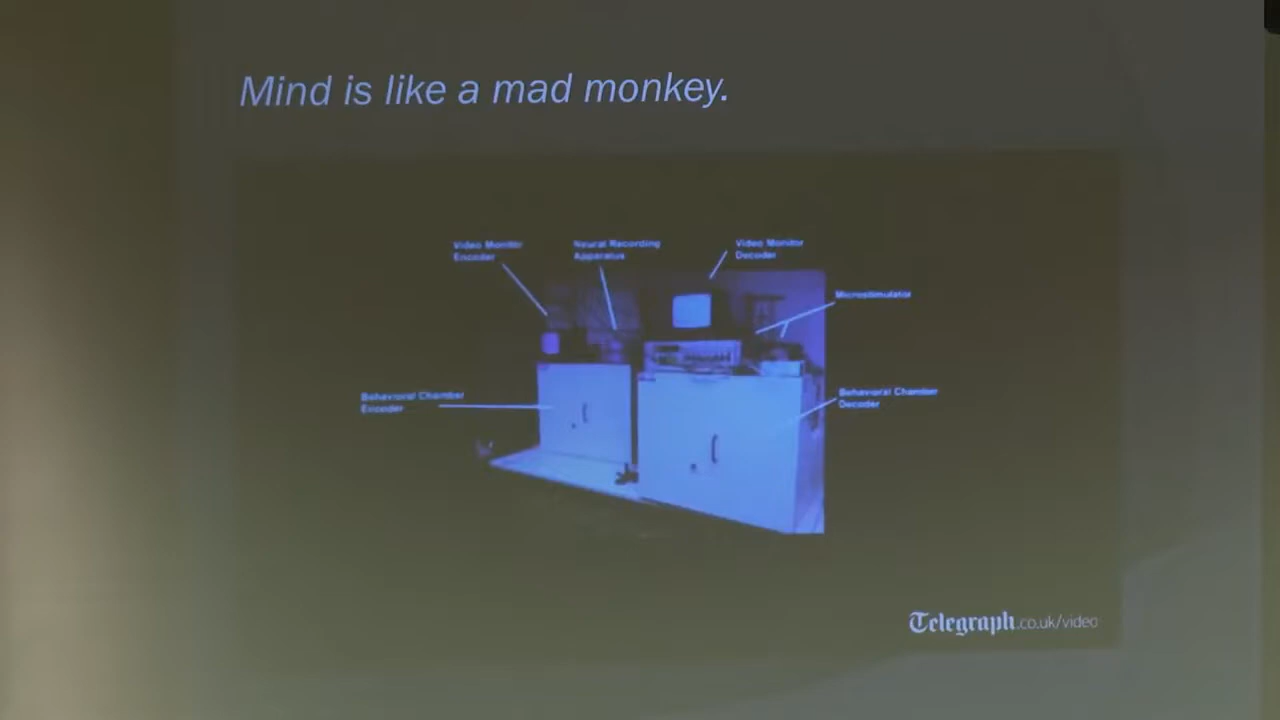 Mind is like a mad monkey.
Video Monitor
Encoder
Neural Recording
Apparatus
Video Monitor
Decoder
Microstimulator
Behavioral Chamber
Encoder
Behavioral Chamber
Decoder
Telegraph.co.uk/video